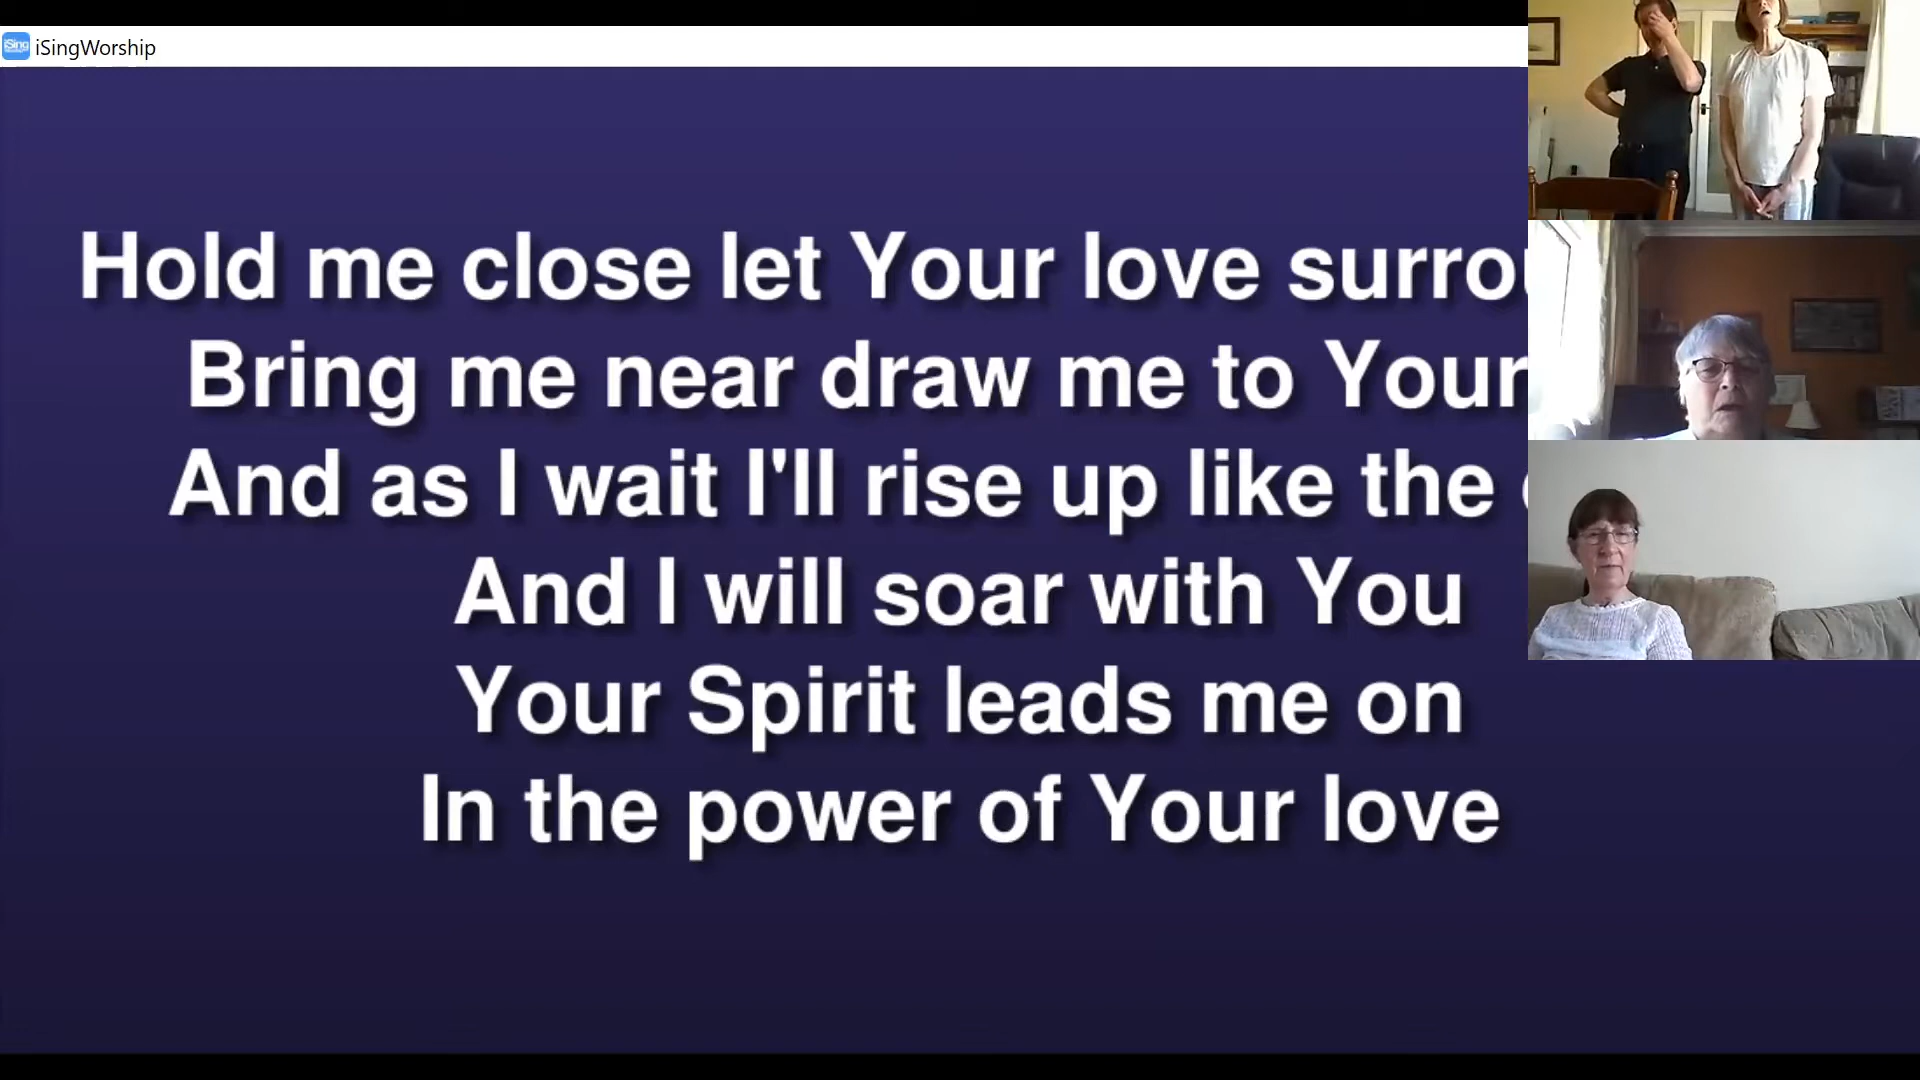 iSing
iSingWorship
Hold me close let Your love
Bring me near draw me to Your
And as I wait I'll rise up like the
And I will soar with You
Your Spirit leads me on
In the power of Your love